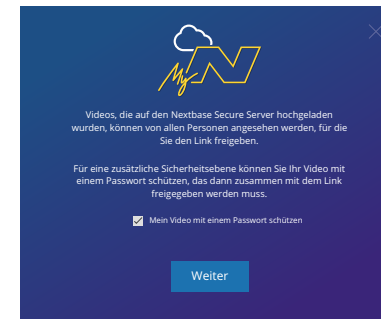 My N
Videos, die auf den Nextbase Secure Server hochgeladen
wurden, können von allen Personen angesehen werden, für die
Sie den Link freigeben.
Für eine zusätzliche Sicherheitsebene können Sie Ihr Video mit
einem Passwort schützen, das dann zusammen mit dem Link
freigegeben werden muss.
Mein Video mit einem Passwort schützen
Weiter